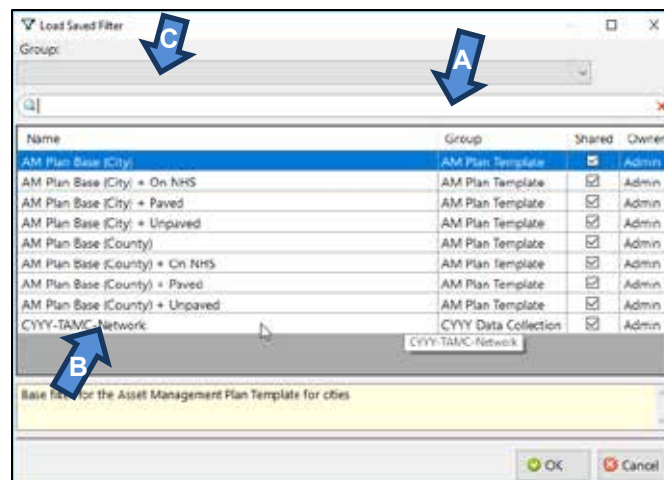 Load Saved Filter
C
Group:
A
Name Group Shared Owner
AM Plan Base (City) AM Plan Template Admin
AM Plan Base (City) + On NHS AM Plan Template Admin
AM Plan Base (City) + Paved AM Plan Template Admin
AM Plan Base (City) + Unpaved AM Plan Template Admin
AM Plan Base (County) AM Plan Template Admin
AM Plan Base (County) + On NHS AM Plan Template Admin
AM Plan Base (County) + Paved AM Plan Template Admin
AM Plan Base (County) + Unpaved AM Plan Template Admin
CYYY-TAMC-Network CYYY Data Collection Admin
CYYY-TAMC-Network
B
Base filter for the Asset Management Plan Template for cities
OK Cancel